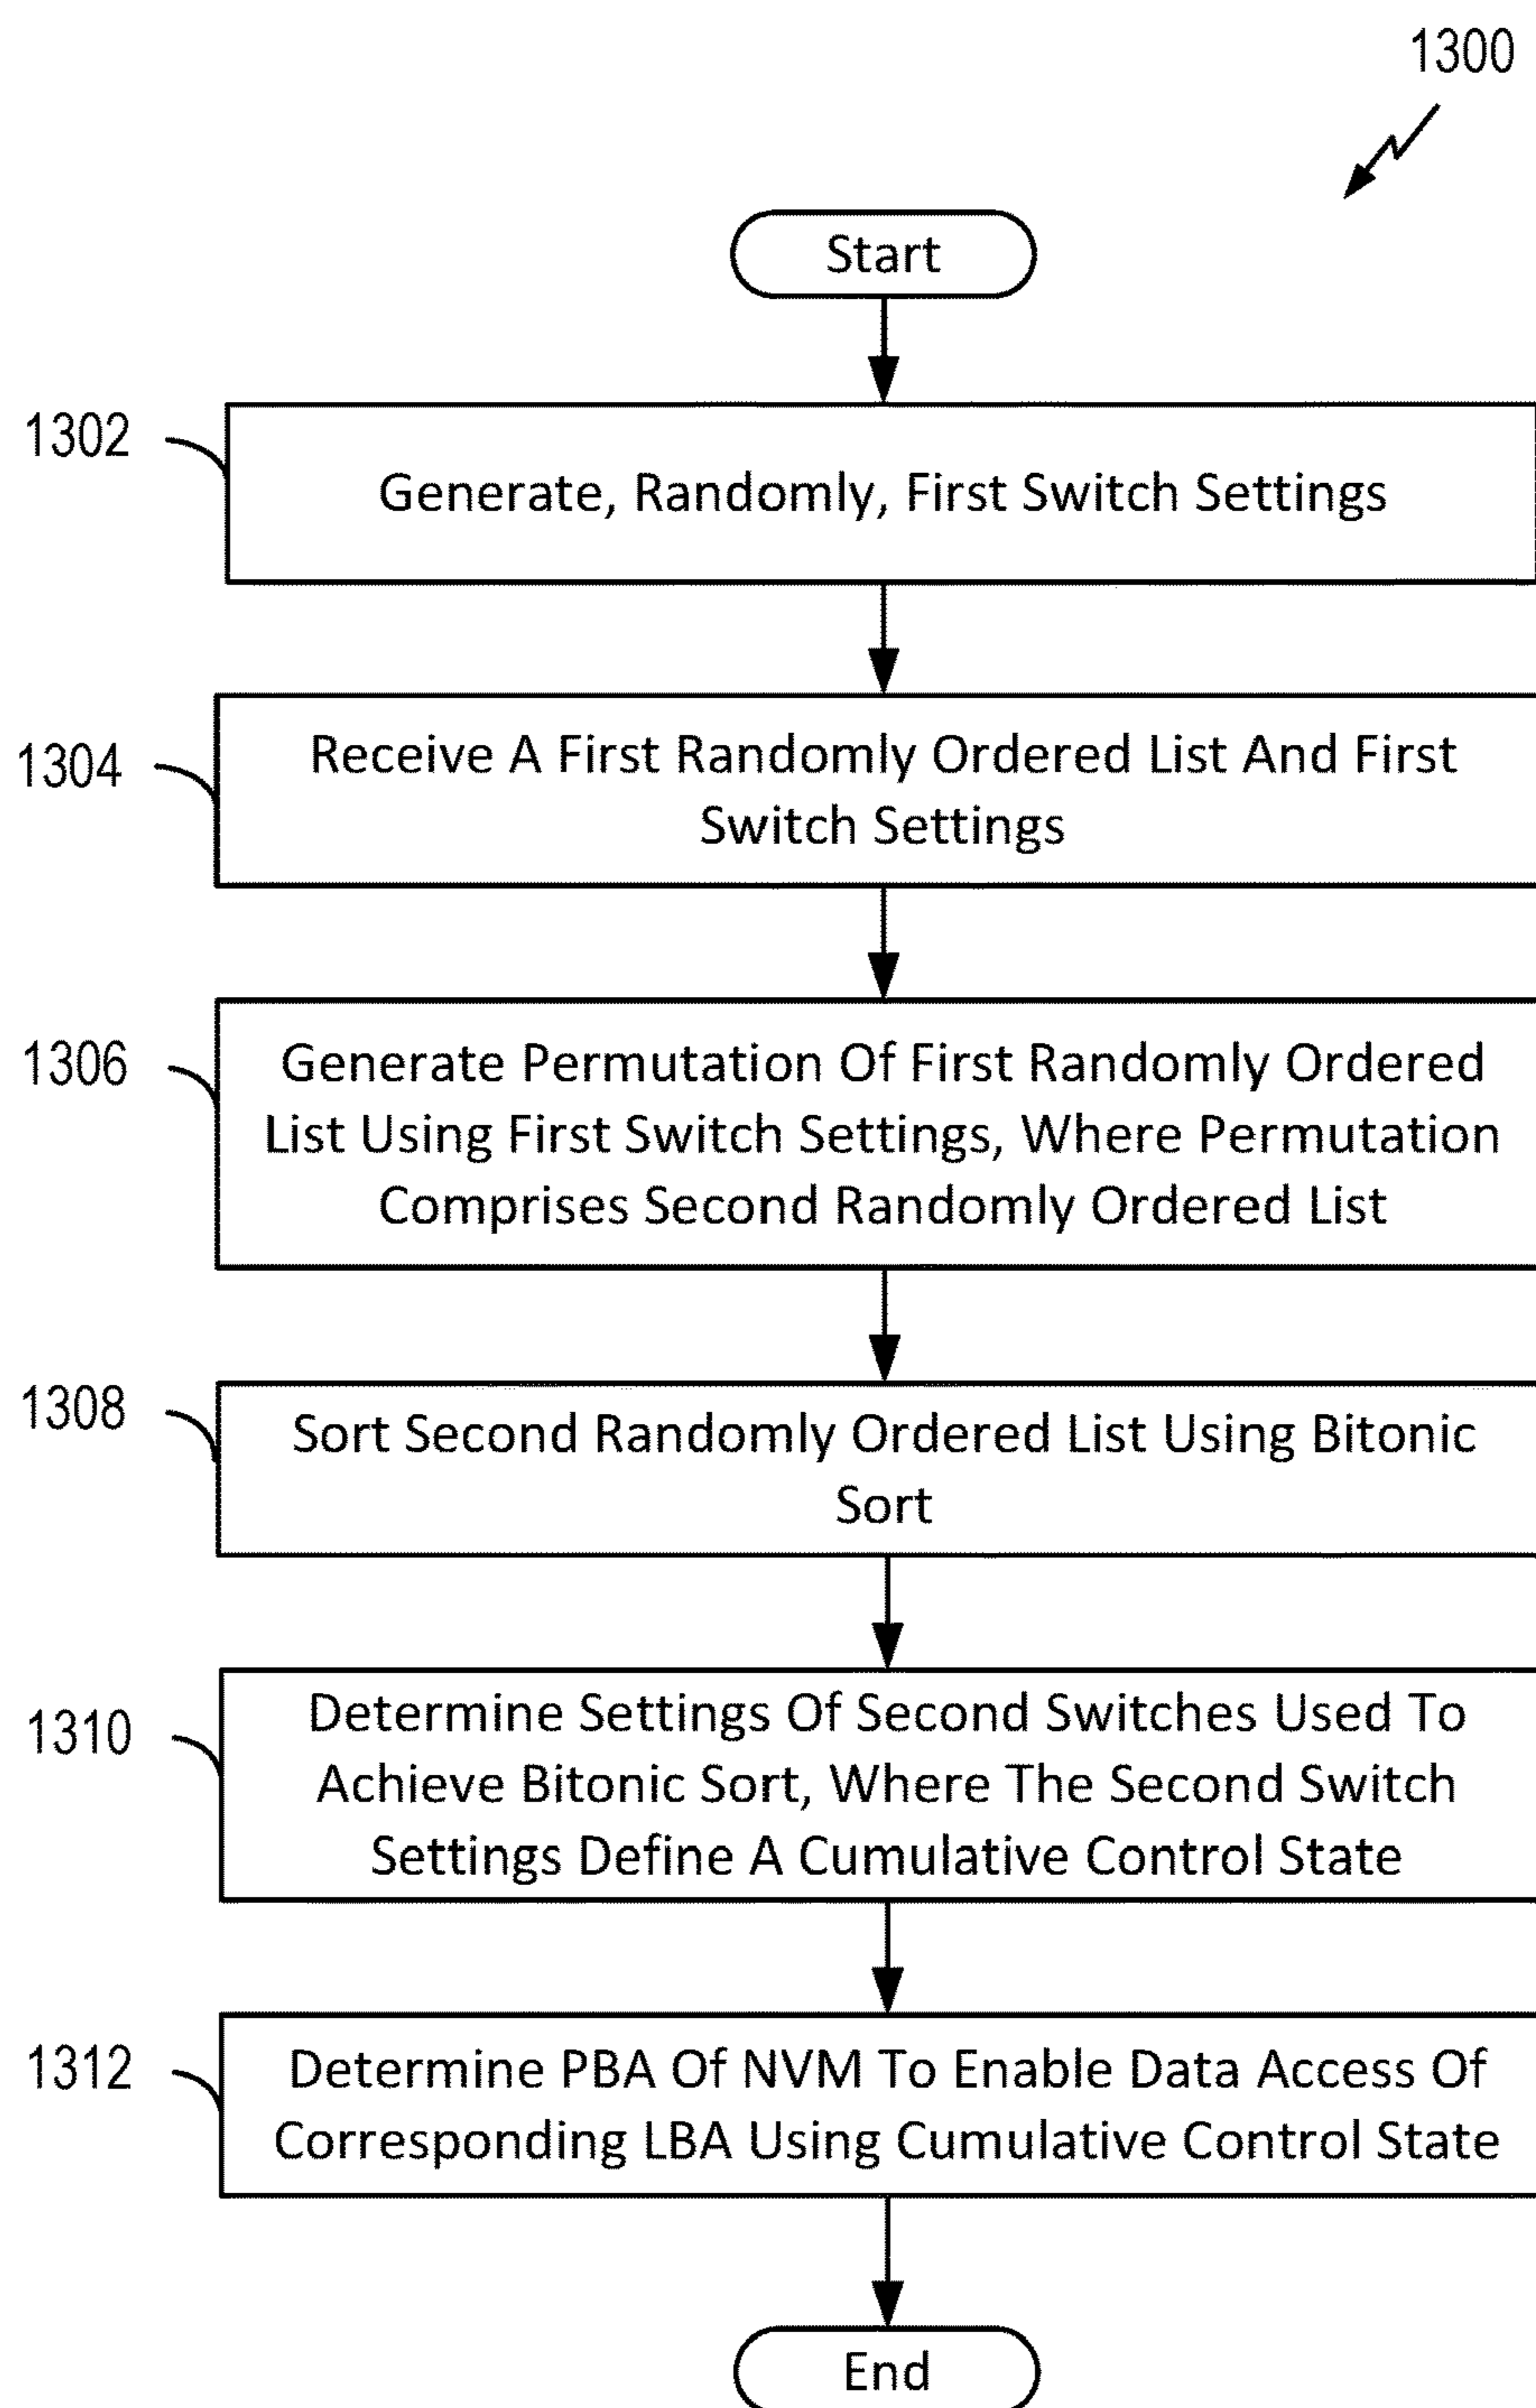 1300
Start
1302
Generate, Randomly, First Switch Settings
1304
Receive A First Randomly Ordered List And First
Switch Settings
1306
Generate Permutation Of First Randomly Ordered
List Using First Switch Settings, Where Permutation
Comprises Second Randomly Ordered List
1308
Sort Second Randomly Ordered List Using Bitonic
Sort
1310
Determine Settings Of Second Switches Used To
Achieve Bitonic Sort, Where The Second Switch
Settings Define A Cumulative Control State
1312
Determine PBA Of NVM To Enable Data Access Of
Corresponding LBA Using Cumulative Control State
End